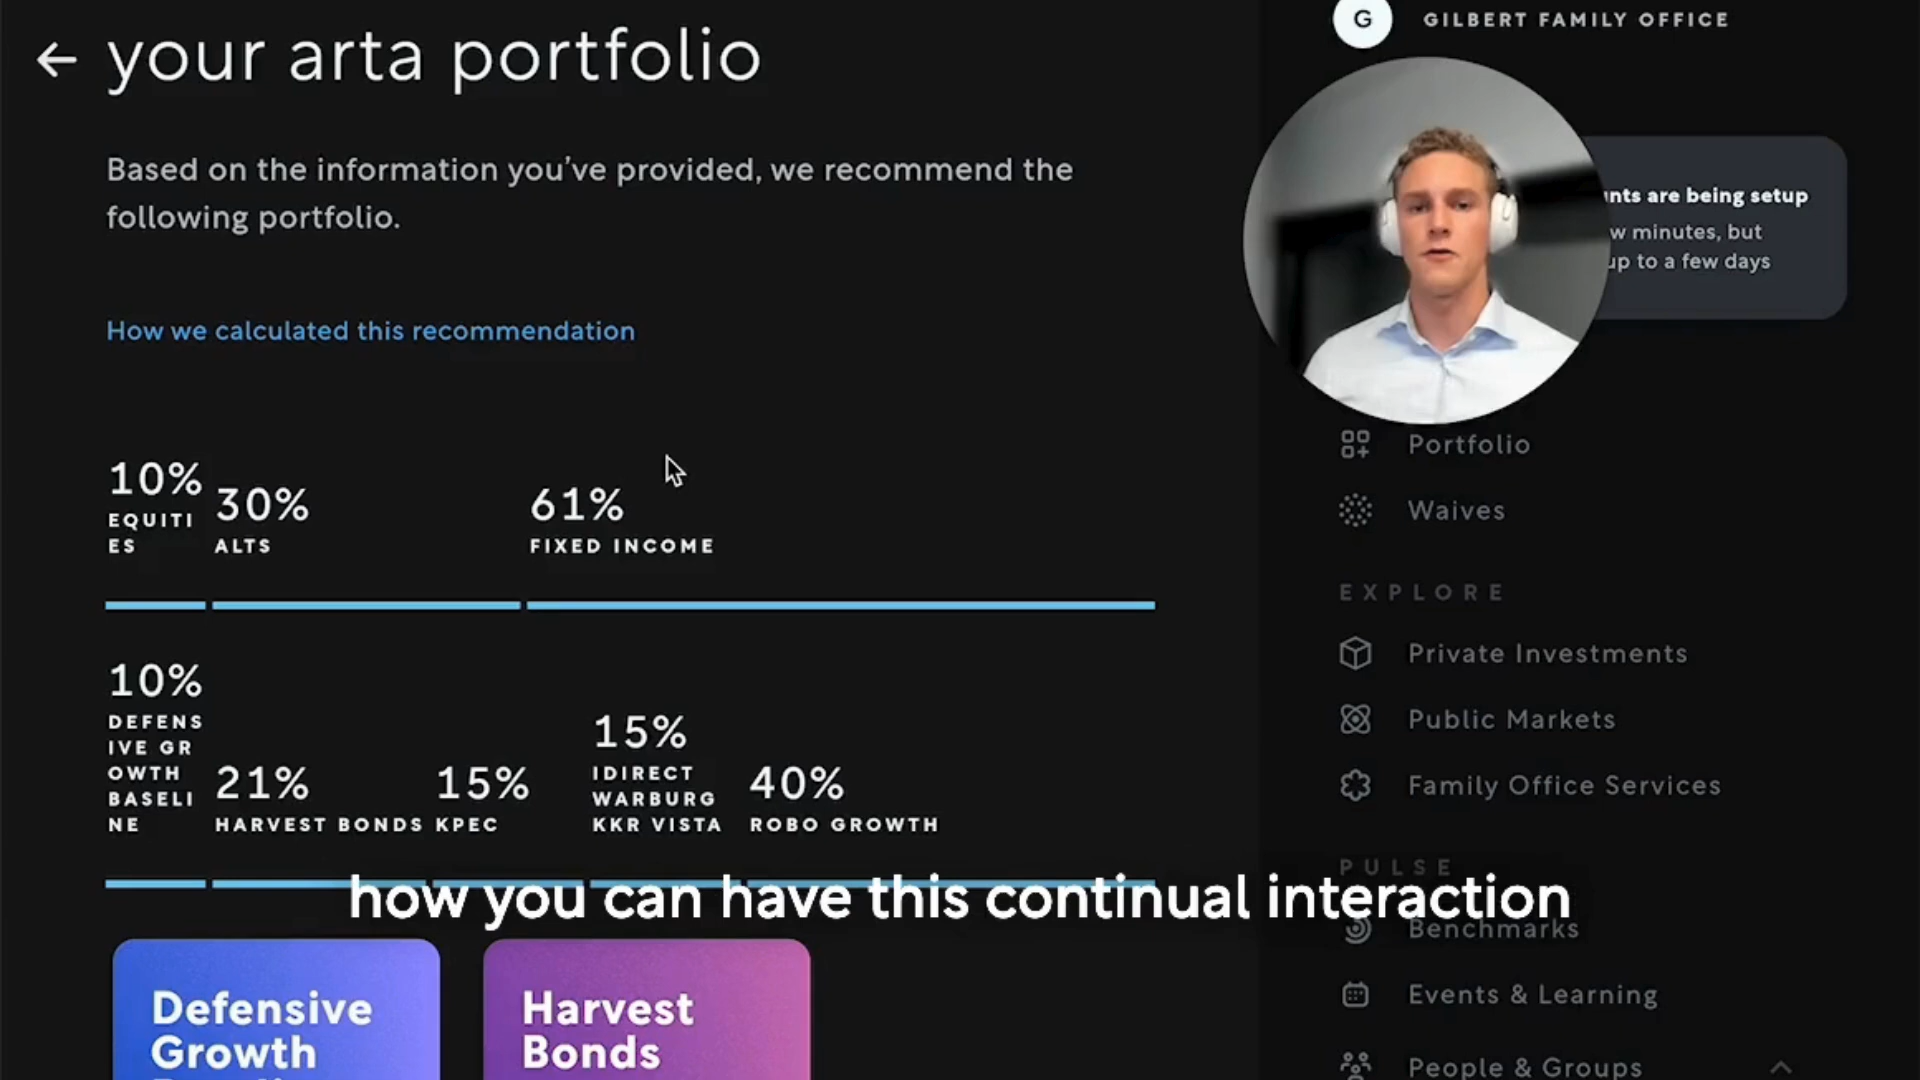 your arta portfolio
Based on the information you've provided, we recommend the
following portfolio.
How we calculated this recommendation
10%
EQUITI
ES
30%
ALTS
61%
FIXED INCOME
10%
DEFENS
IVE GR
OWTH
BASELI
NE
21%
HARVEST BONDS
15%
KPEC
15%
IDIRECT
WARBURG
KKR VISTA
40%
ROBO GROWTH
how you can have this continual interaction
Defensive
Growth
Harvest
Bonds
G
GILBERT FAMILY OFFICE
are being setup
minutes, but
up to a few days
Portfolio
Waives
EXPLORE
Private Investments
Public Markets
Family Office Services
PULSE
Benchmarks
Events & Learning
People & Groups